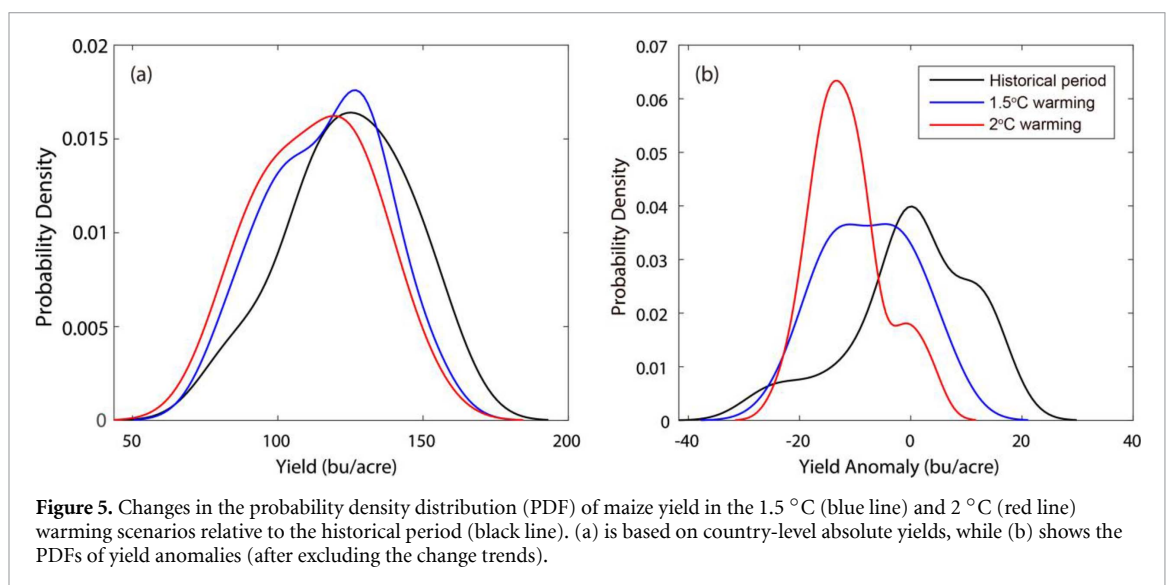 0.02
0.015
0.01
0.005
0
Probability Density
(a)
50
100
150
200
Yield (bu/acre)
0.07
0.06
0.05
0.04
0.03
0.02
0.01
0
Probability Density
(b)
Historical period
1.5°C warming
2°C warming
-40
-20
0
20
40
Yield Anomaly (bu/acre)
Figure 5. Changes in the probability density distribution (PDF) of maize yield in the 1.5 °C (blue line) and 2 °C (red line)
warming scenarios relative to the historical period (black line). (a) is based on country-level absolute yields, while (b) shows the
PDFs of yield anomalies (after excluding the change trends).